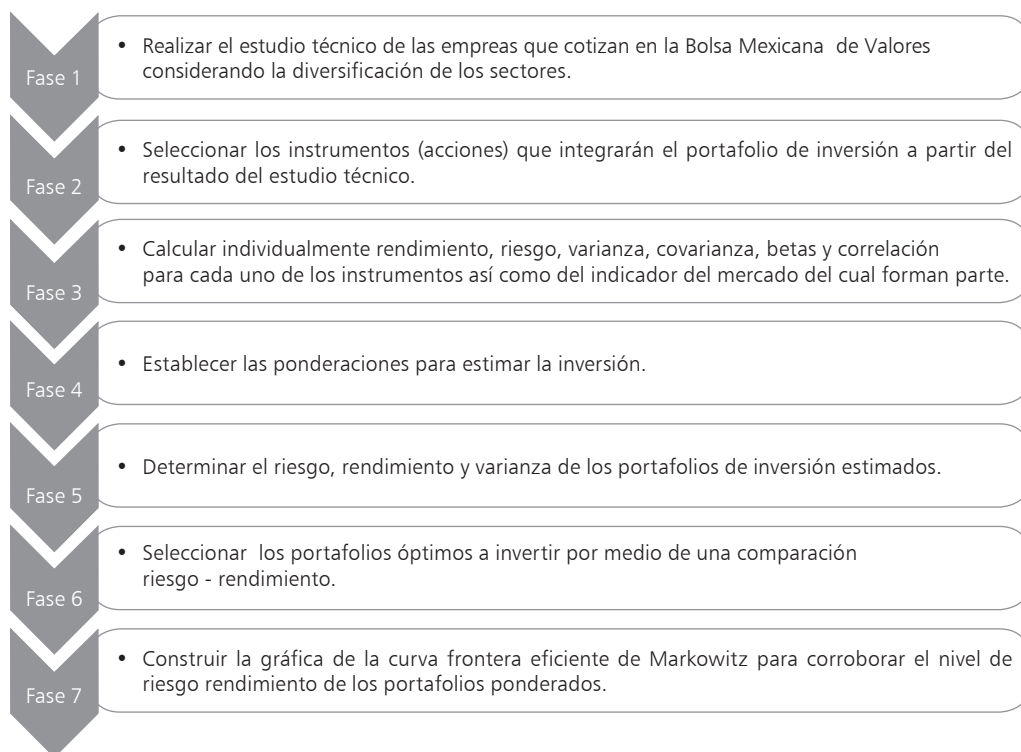 Fase 1
• Realizar el estudio técnico de las empreas que cotizan en la Bolsa Mexicana  de Valores
considerando la diversificación de los sectores.
Fase 2
• Seleccionar los instrumentos (acciones) que integrarán el portafolio de inversión a partir del
resultado del estudio técnico.
Fase 3
• Calcular individualmente rendimiento, riesgo, varianza, covarianza, betas y correlación
para cada uno de los instrumentos así como del indicador del mercado del cual forman parte.
Fase 4
• Establecer las ponderaciones para estimar la inversión.
Fase 5
• Determinar el riesgo, rendimiento y varianza de los portafolios de inversión estimados.
Fase 6
• Seleccionar  los portafolios óptimos a invertir por medio de una comparación
riesgo - rendimiento.
Fase 7
• Construir la gráfica de la curva frontera eficiente de Markowitz para corroborar el nivel de
riesgo rendimiento de los portafolios ponderados.